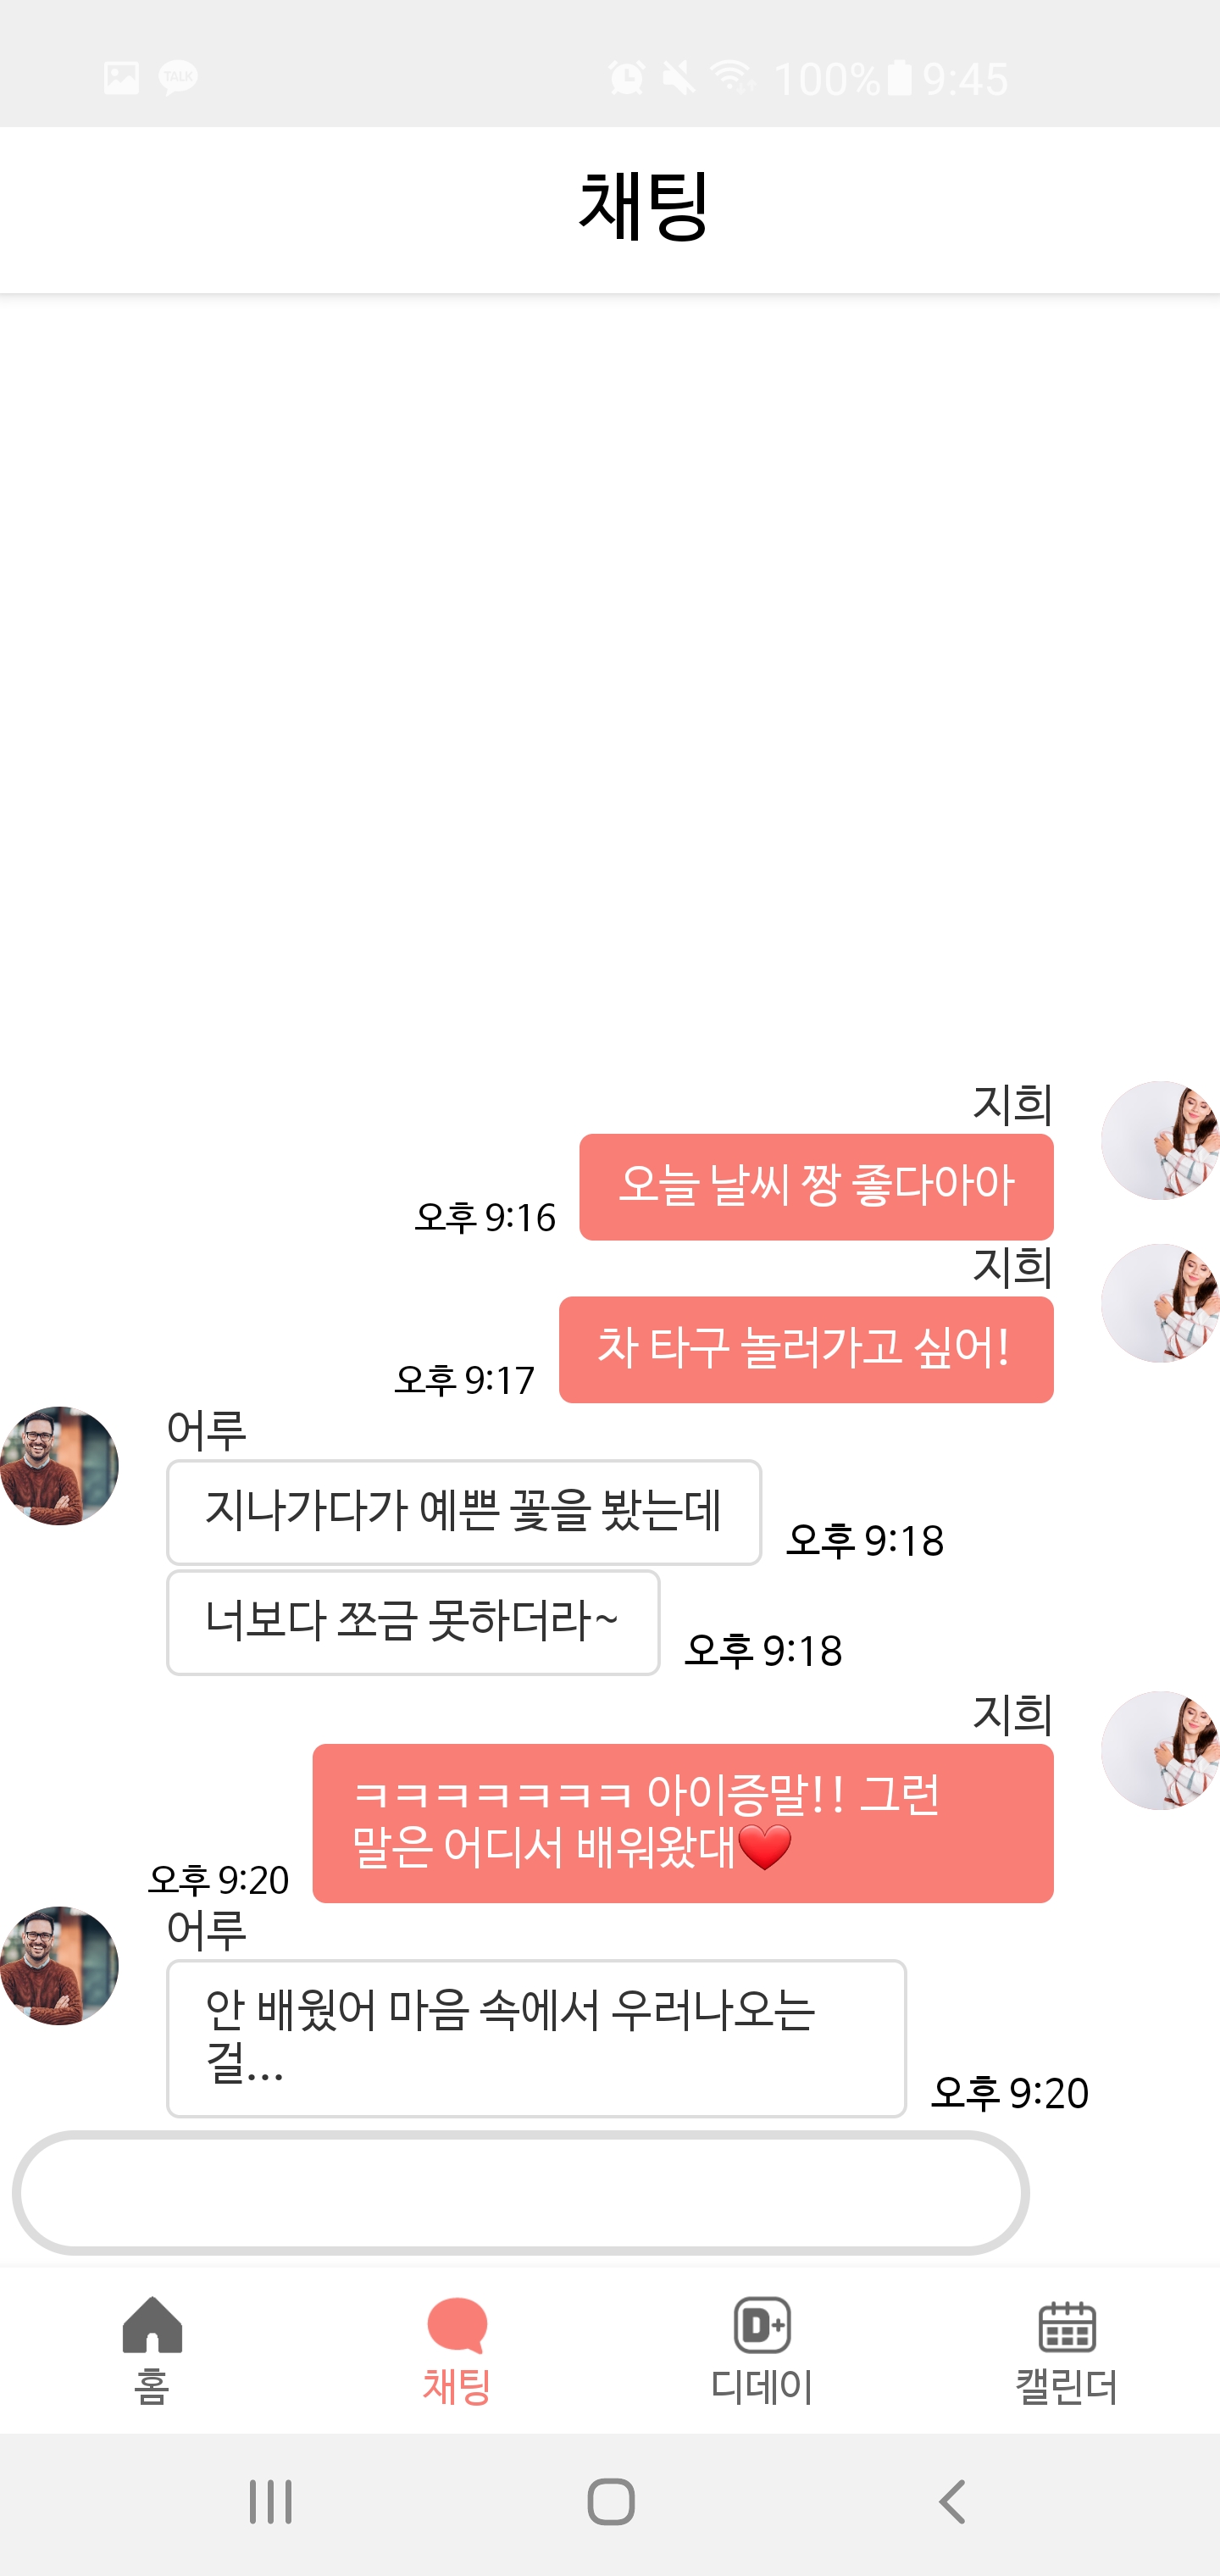 TALK 100% 9:45
채팅
지희
오늘 날씨 짱 좋다아아
오후 9:16
지희
차 타구 놀러가고 싶어!
오후 9:17
어루
지나가다가 예쁜 꽃을 봤는데
오후 9:18
너보다 쪼금 못하더라~
오후 9:18
지희
ㅋㅋㅋㅋㅋㅋㅋ 아이증말!! 그런
말은 어디서 배워왔대❤️
오후 9:20
어루
안 배웠어 마음 속에서 우러나오는
걸...
오후 9:20
D+
홈 채팅 디데이 캘린더